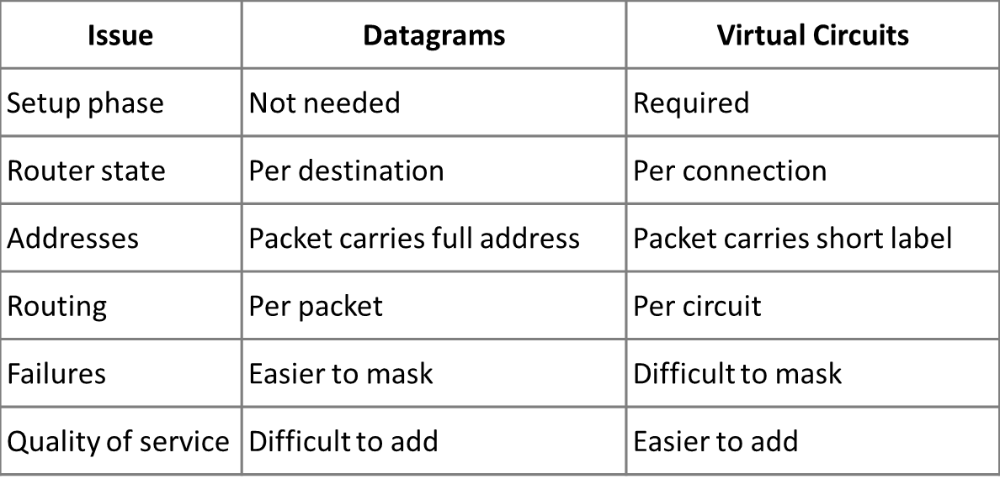 Issue Datagrams Virtual Circuits
Setup phase Not needed Required
Router state Per destination Per connection
Addresses Packet carries full address Packet carries short label
Routing Per packet Per circuit
Failures Easier to mask Difficult to mask
Quality of service Difficult to add Easier to add